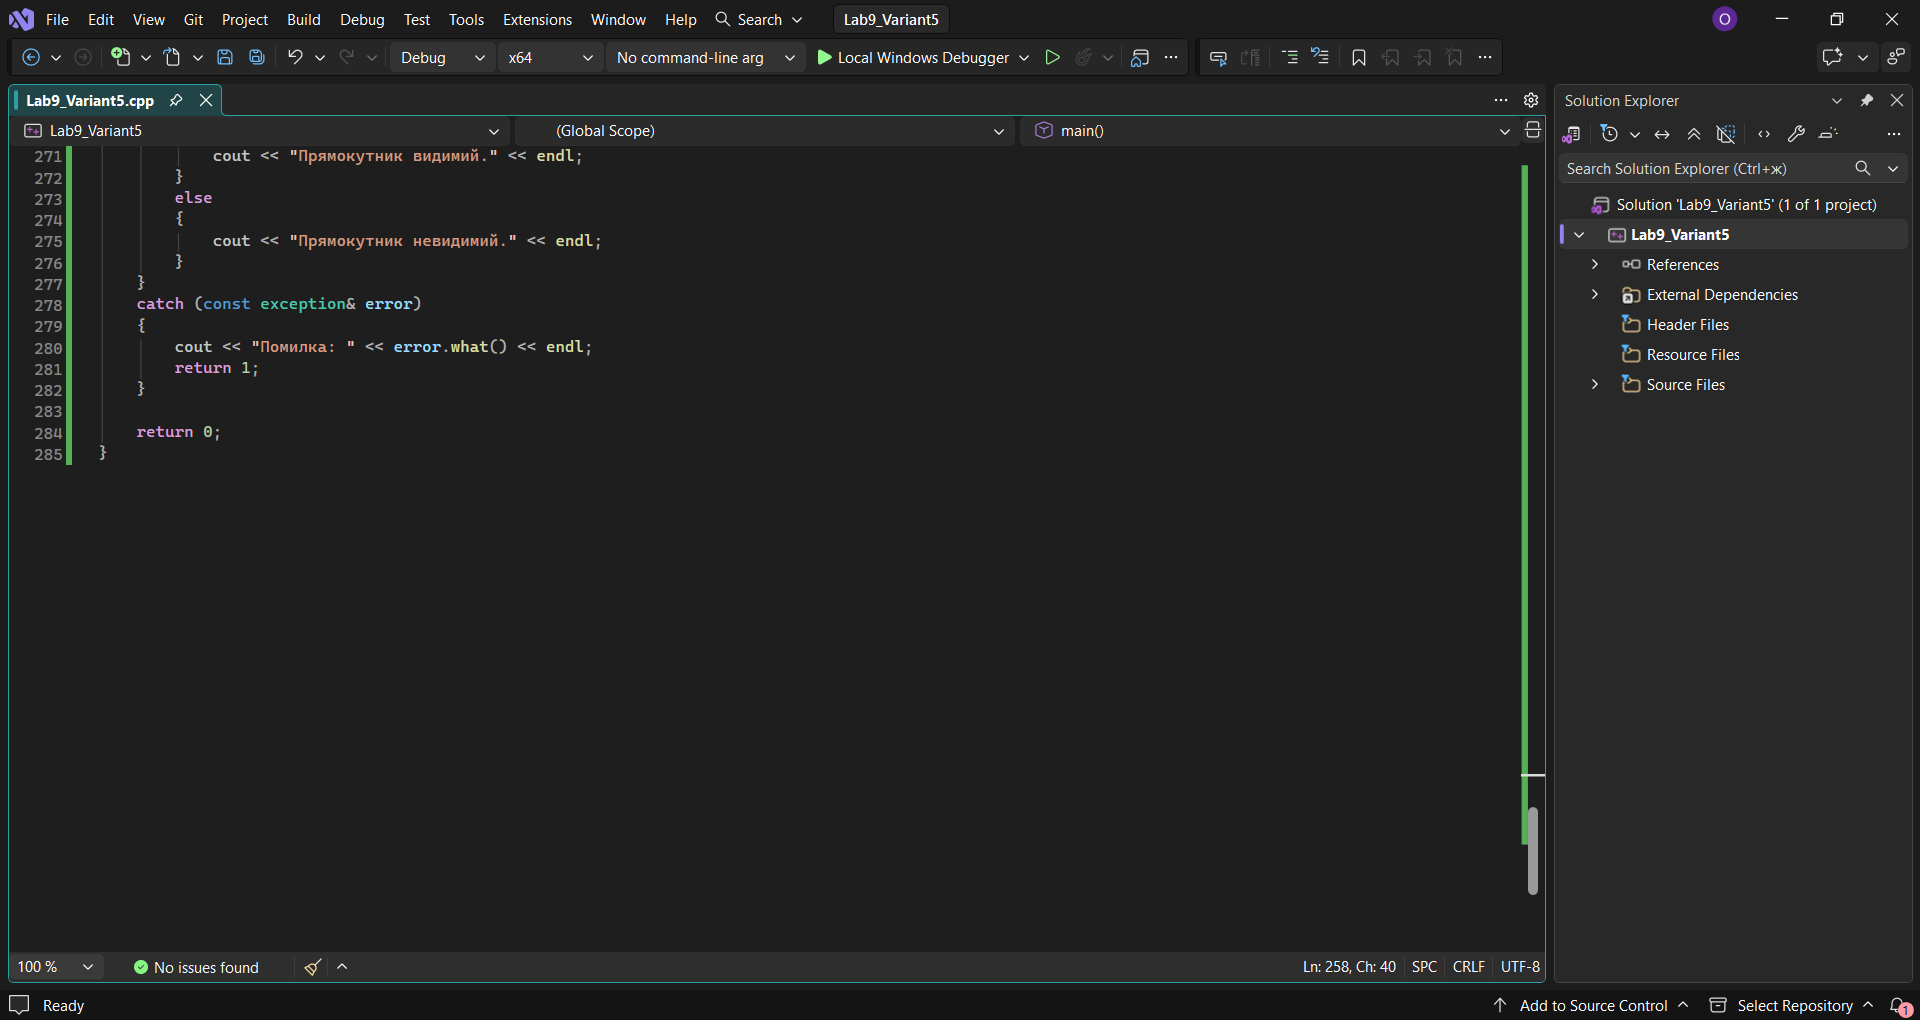 File Edit View Git Project Build Debug Test Tools Extensions Window Help Search Lab9_Variant5 O
Debug x64 No command-line arg Local Windows Debugger
Lab9_Variant5.cpp
Lab9_Variant5 (Global Scope) main()
271 cout << "Прямокутник видимий." << endl;
272 }
273 else
274 {
275 cout << "Прямокутник невидимий." << endl;
276 }
277 }
278 catch (const exception& error)
279 {
280 cout << "Помилка: " << error.what() << endl;
281 return 1;
282 }
283
284 return 0;
285 }
100 % No issues found Ln: 258, Ch: 40 SPC CRLF UTF-8
Solution Explorer
Search Solution Explorer (Ctrl+ж)
Solution 'Lab9_Variant5' (1 of 1 project)
Lab9_Variant5
References
External Dependencies
Header Files
Resource Files
Source Files
Ready Add to Source Control Select Repository 1